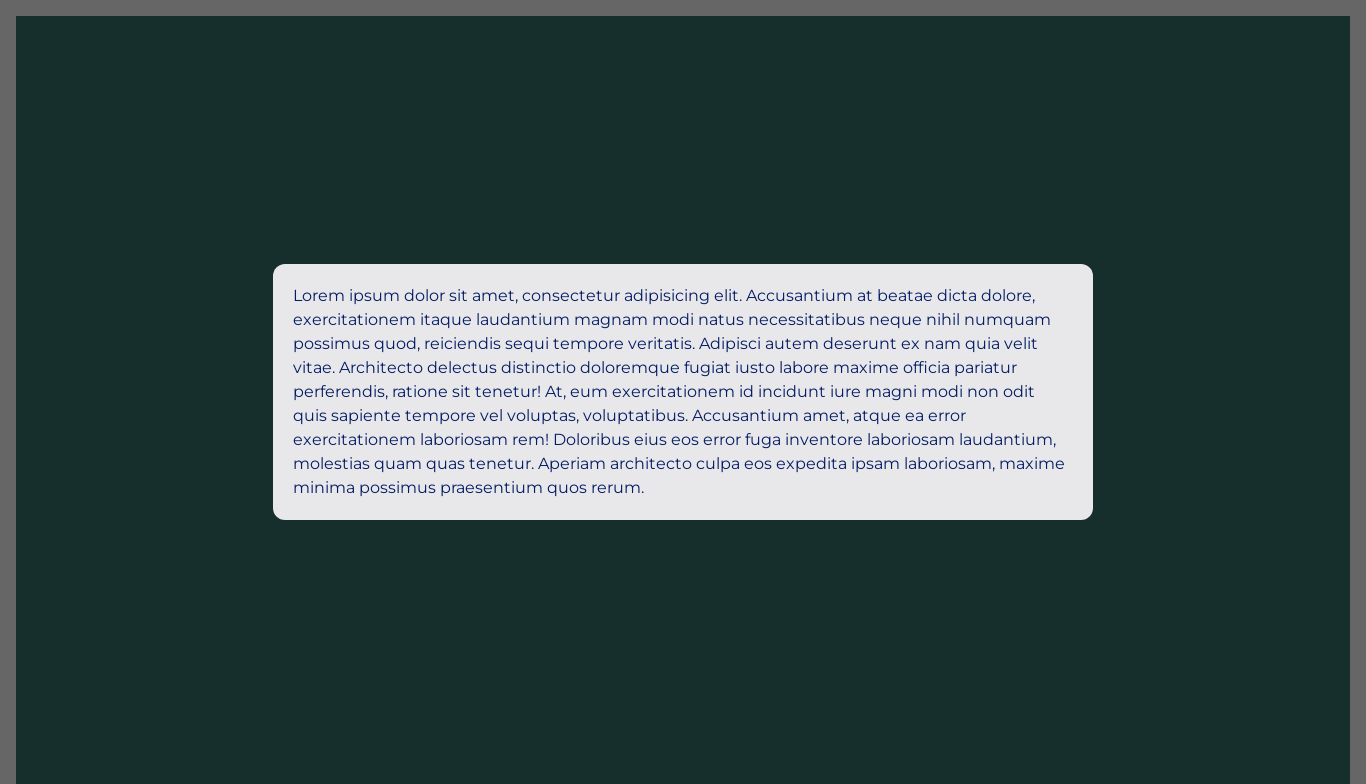 Lorem ipsum dolor sit amet, consectetur adipisicing elit. Accusantium at beatae dicta dolore,
exercitationem itaque laudantium magnam modi natus necessitatibus neque nihil numquam
possimus quod, reiciendis sequi tempore veritatis. Adipisci autem deserunt ex nam quia velit
vitae. Architecto delectus distinctio doloremque fugiat iusto labore maxime officia pariatur
perferendis, ratione sit tenetur! At, eum exercitationem id incidunt iure magni modi non odit
quis sapiente tempore vel voluptas, voluptatibus. Accusantium amet, atque ea error
exercitationem laboriosam rem! Doloribus eius eos error fuga inventore laboriosam laudantium,
molestias quam quas tenetur. Aperiam architecto culpa eos expedita ipsam laboriosam, maxime
minima possimus praesentium quos rerum.